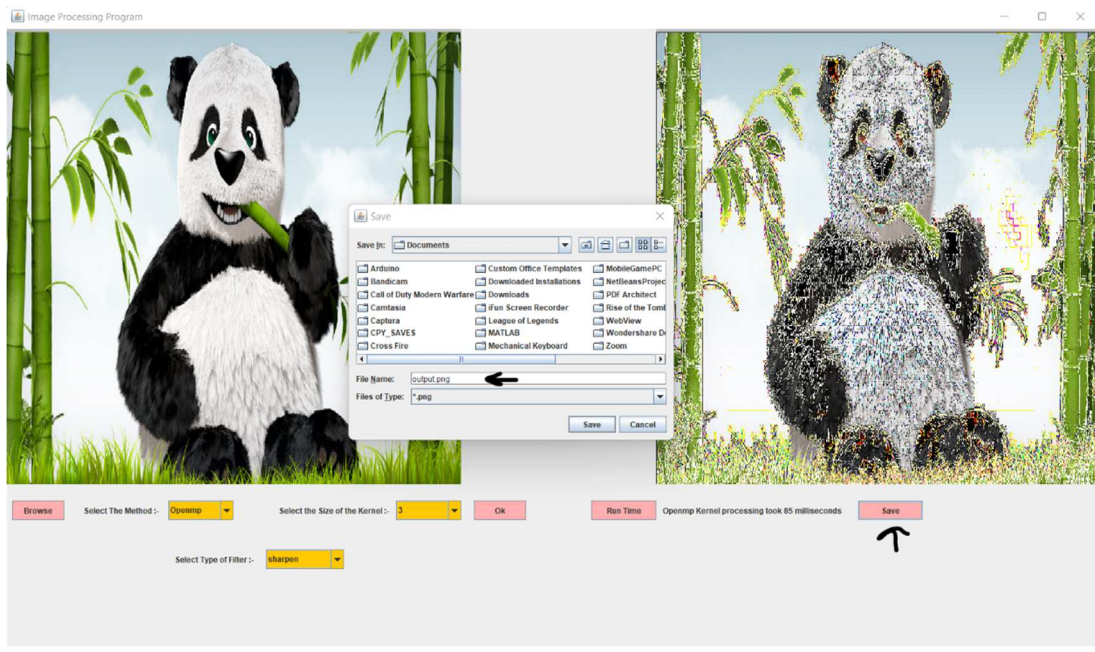 Image Processing Program
Save
Save In: Documents
Arduino
Bandicam
Call of Duty Modern Warfare
Camtasia
Captura
CPY_SAVES
Cross Fire
Custom Office Templates
Downloaded Installations
Downloads
iFun Screen Recorder
League of Legends
MATLAB
Mechanical Keyboard
MobileGamePC
NetBeansProjec
PDF Architect
Rise of the Tomb
WebView
Wondershare
Zoom
File Name: output.png
Files of Type: *.png
Save Cancel
Browse Select The Method :- Openmp Select the Size of the Kernel :- 3 Ok Run Time Openmp Kernel processing took 85 milliseconds Save
Select Type of Filter :- sharpen